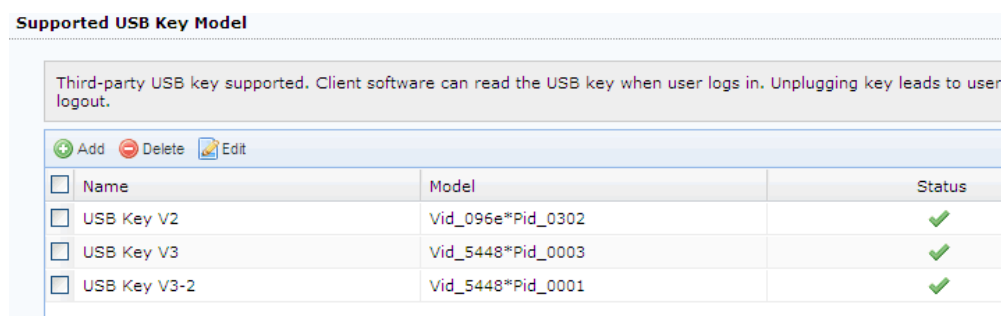 Supported USB Key Model
Third-party USB key supported. Client software can read the USB key when user logs in. Unplugging key leads to user
logout.
Add Delete Edit
Name Model Status
USB Key V2 Vid_096e*Pid_0302
USB Key V3 Vid_5448*Pid_0003
USB Key V3-2 Vid_5448*Pid_0001